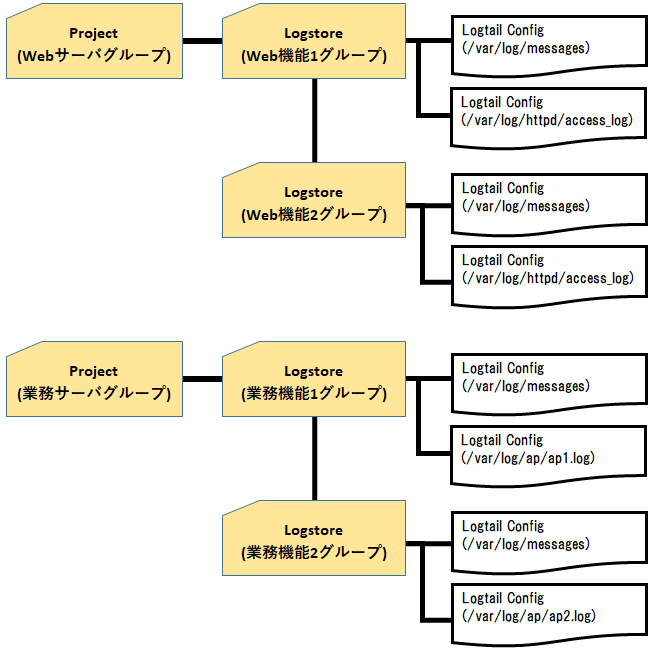 Project
(Webサーバグループ)
Logstore
(Web機能1グループ)
Logtail Config
(/var/log/messages)
Logtail Config
(/var/log/httpd/access_log)
Logstore
(Web機能2グループ)
Logtail Config
(/var/log/messages)
Logtail Config
(/var/log/httpd/access_log)
Project
(業務サーバグループ)
Logstore
(業務機能1グループ)
Logtail Config
(/var/log/messages)
Logtail Config
(/var/log/ap/ap1.log)
Logstore
(業務機能2グループ)
Logtail Config
(/var/log/messages)
Logtail Config
(/var/log/ap/ap2.log)